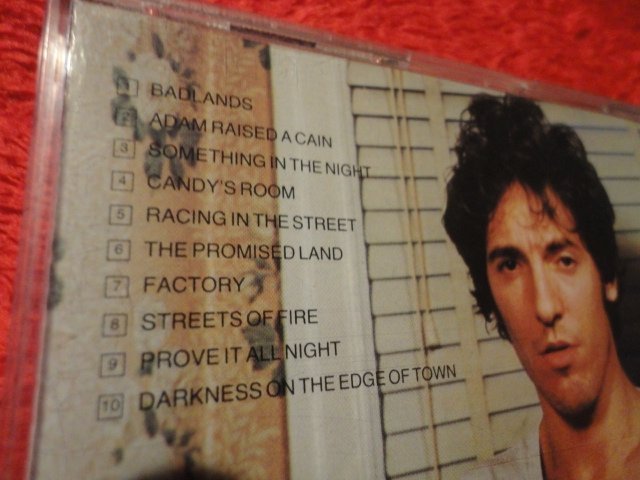 1 BADLANDS
2 ADAM RAISED A CAIN
3 SOMETHING IN THE NIGHT
4 CANDY'S ROOM
5 RACING IN THE STREET
6 THE PROMISED LAND
7 FACTORY
8 STREETS OF FIRE
9 PROVE IT ALL NIGHT
10 DARKNESS ON THE EDGE OF TOWN